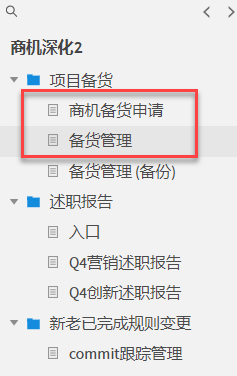 商机深化2
项目备货
商机备货申请
备货管理
备货管理 (备份)
述职报告
入口
Q4营销述职报告
Q4创新述职报告
新老已完成规则变更
commit跟踪管理